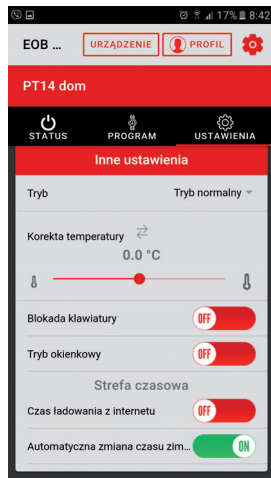 17% 8:42
EOB ... URZĄDZENIE PROFIL
PT14 dom
STATUS PROGRAM USTAWIENIA
Inne ustawienia
Tryb Tryb normalny
Korekta temperatury
0.0 °C
Blokada klawiatury OFF
Tryb okienkowy OFF
Strefa czasowa
Czas ładowania z internetu OFF
Automatyczna zmiana czasu zim... ON